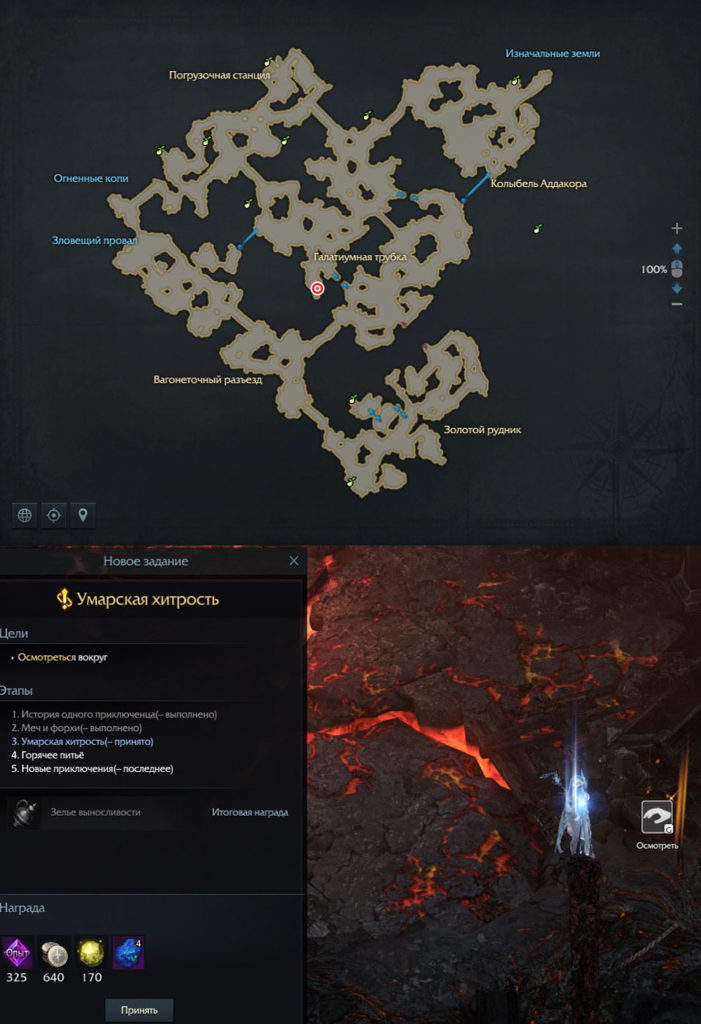 Изначальные земли
Погрузочная станция
Огненные копи
Колыбель Аддакора
Зловещий провал
Галатиумная трубка
100%
Вагонеточный разъезд
Золотой рудник
Новое задание
Умарская хитрость
Цели
Осмотреться вокруг
Этапы
1. История одного приключенца(– выполнено)
2. Меч и форхи(– выполнено)
3. Умарская хитрость(– принято)
4. Горячее питьё
5. Новые приключения(– последнее)
Зелье выносливости Итоговая награда
G
Осмотреть
Награда
Опыт 4
325 640 170
Принять